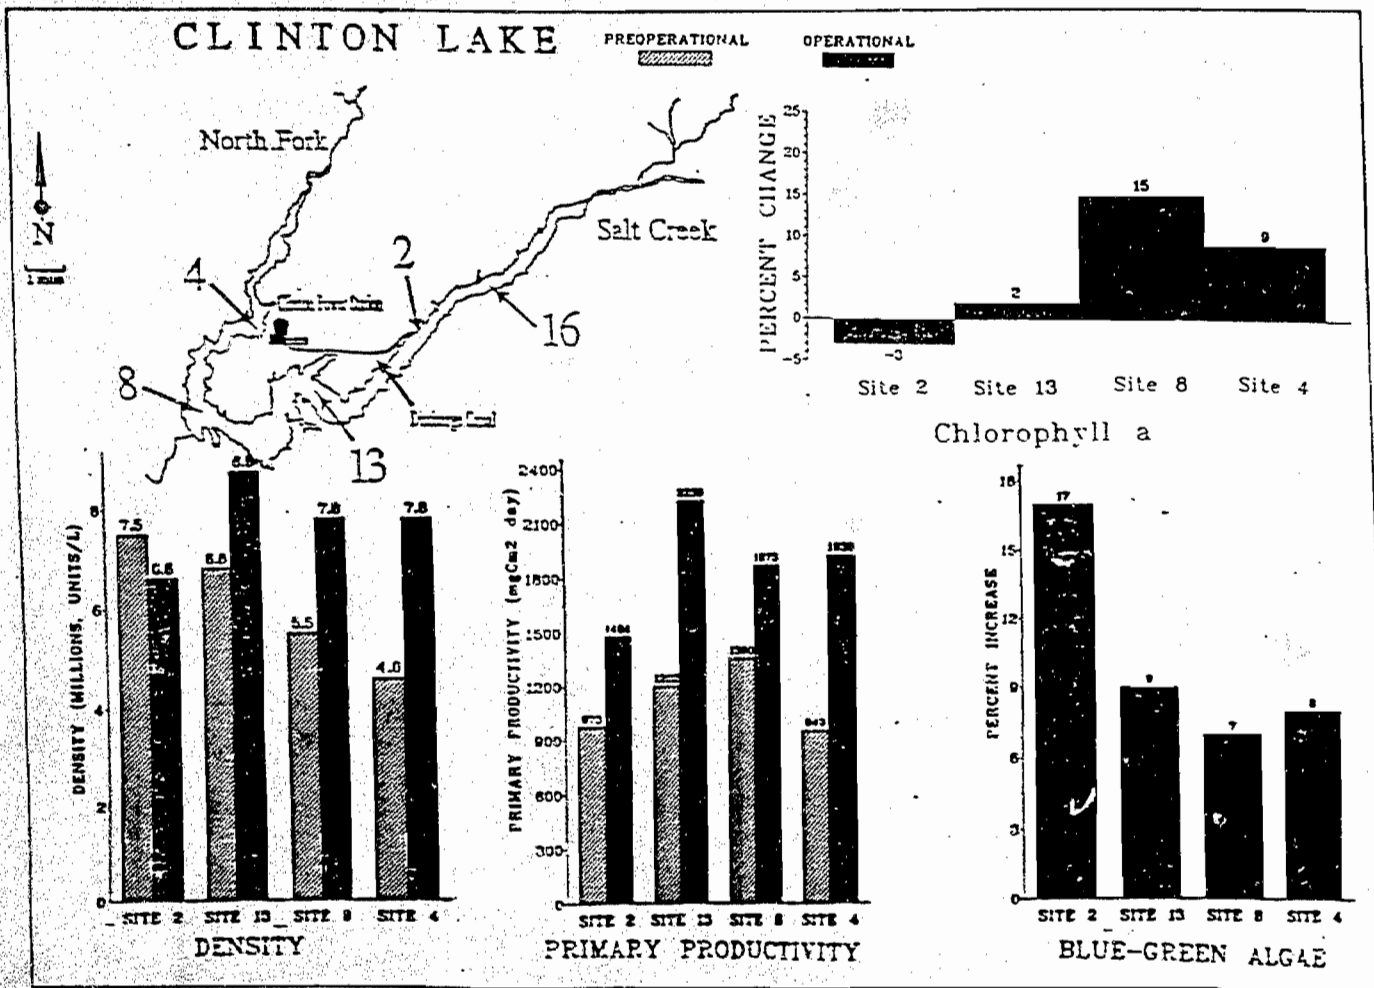 CLINTON LAKE
PREOPERATIONAL
OPERATIONAL
North Fork
Salt Creek
N
4
2
16
8
13
PERCENT CHANGE
25
20
15
10
5
0
-5
-3
2
15
9
Site 2
Site 13
Site 8
Site 4
Chlorophyll a
DENSITY (MILLIONS, UNITS/L)
8
6
4
2
0
7.5
6.6
5.5
7.8
4.6
7.8
SITE 2
SITE 13
SITE 4
DENSITY
PRIMARY PRODUCTIVITY (mgCm2 day)
2400
2100
1800
1500
1200
900
600
300
0
1873
SITE 2
SITE 13
SITE 8
SITE 4
PRIMARY PRODUCTIVITY
PERCENT INCREASE
18
15
12
9
6
3
0
17
9
7
8
SITE 2
SITE 13
SITE 8
SITE 4
BLUE-GREEN ALGAE